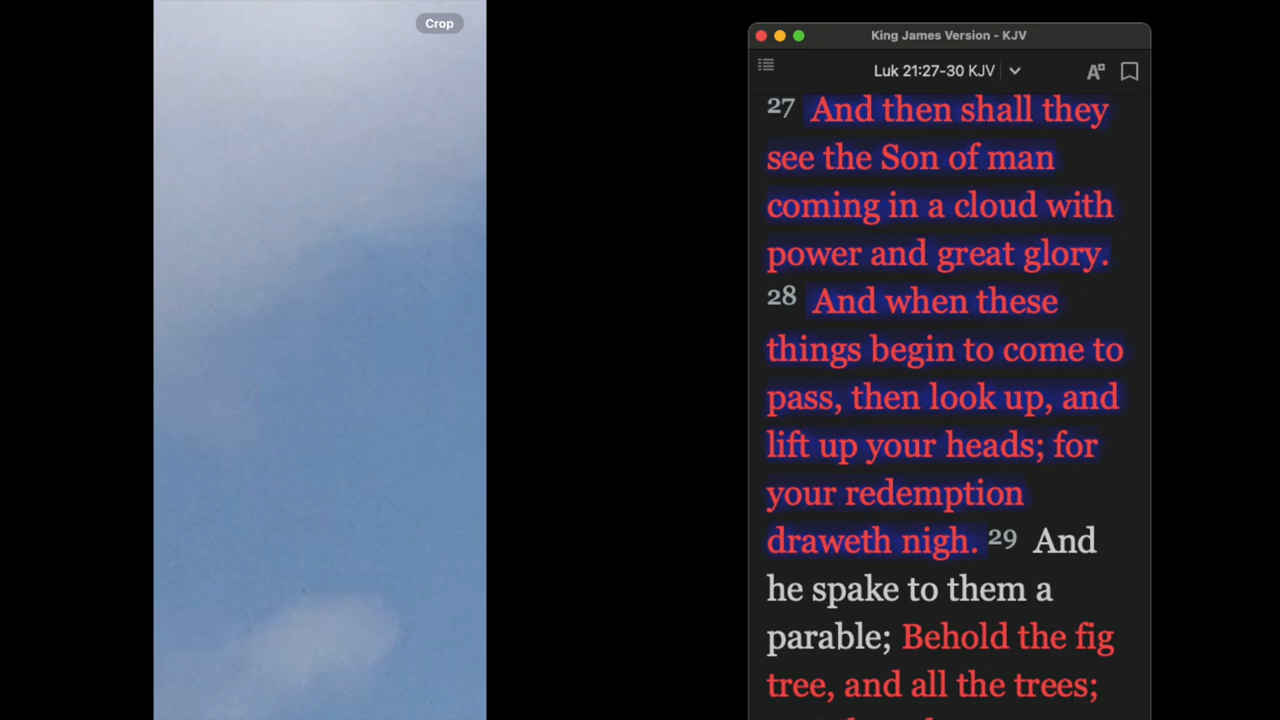 Crop
King James Version - KJV
Luk 21:27-30 KJV
27 And then shall they
see the Son of man
coming in a cloud with
power and great glory.
28 And when these
things begin to come to
pass, then look up, and
lift up your heads; for
your redemption
draweth nigh. 29 And
he spake to them a
parable; Behold the fig
tree, and all the trees;